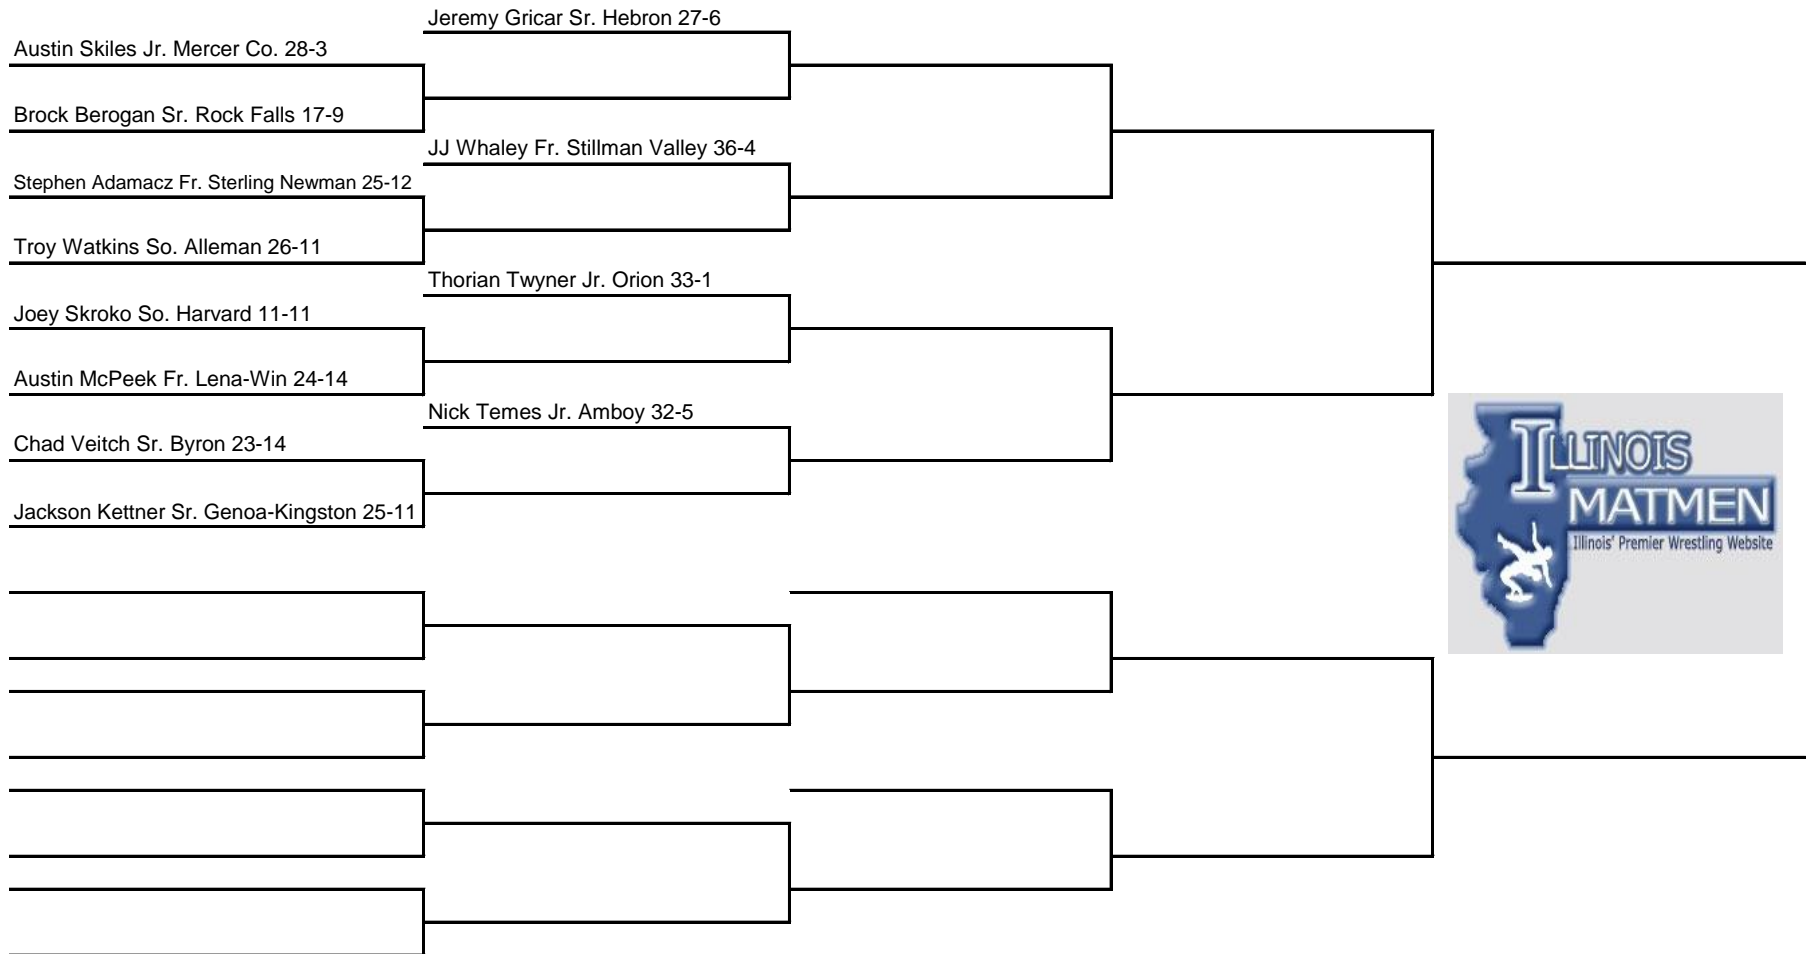 Jeremy Gricar Sr. Hebron 27-6
Austin Skiles Jr. Mercer Co. 28-3
Brock Berogan Sr. Rock Falls 17-9
JJ Whaley Fr. Stillman Valley 36-4
Stephen Adamacz Fr. Sterling Newman 25-12
Troy Watkins So. Alleman 26-11
Thorian Twyner Jr. Orion 33-1
Joey Skroko So. Harvard 11-11
Austin McPeek Fr. Lena-Win 24-14
Nick Temes Jr. Amboy 32-5
Chad Veitch Sr. Byron 23-14
Jackson Kettner Sr. Genoa-Kingston 25-11
ILLINOIS
MATMEN
Illinois' Premier Wrestling Website